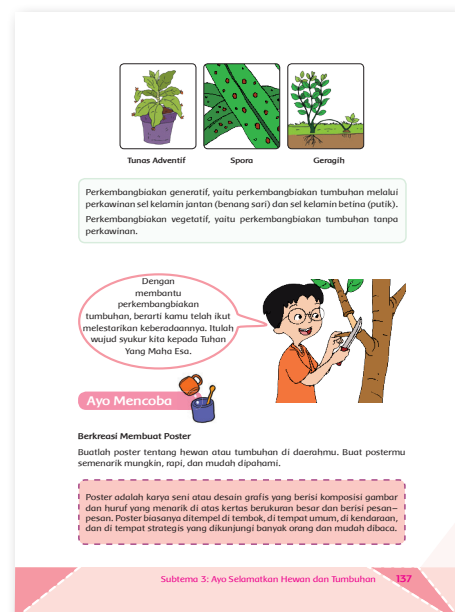 Tunas Adventif
Spora
Geragih
Perkembangbiakan generatif, yaitu perkembangbiakan tumbuhan melalui
perkawinan sel kelamin jantan (benang sari) dan sel kelamin betina (putik).
Perkembangbiakan vegetatif, yaitu perkembangbiakan tumbuhan tanpa
perkawinan.
Dengan
membantu
perkembangbiakan
tumbuhan, berarti kamu telah ikut
melestarikan keberadaannya. Itulah
wujud syukur kita kepada Tuhan
Yang Maha Esa.
Ayo Mencoba
Berkreasi Membuat Poster
Buatlah poster tentang hewan atau tumbuhan di daerahmu. Buat postermu
semenarik mungkin, rapi, dan mudah dipahami.
Poster adalah karya seni atau desain grafis yang berisi komposisi gambar
dan huruf yang menarik di atas kertas berukuran besar dan berisi pesan–
pesan. Poster biasanya ditempel di tembok, di tempat umum, di kendaraan,
dan di tempat strategis yang dikunjungi banyak orang dan mudah dibaca.
Subtema 3: Ayo Selamatkan Hewan dan Tumbuhan 137